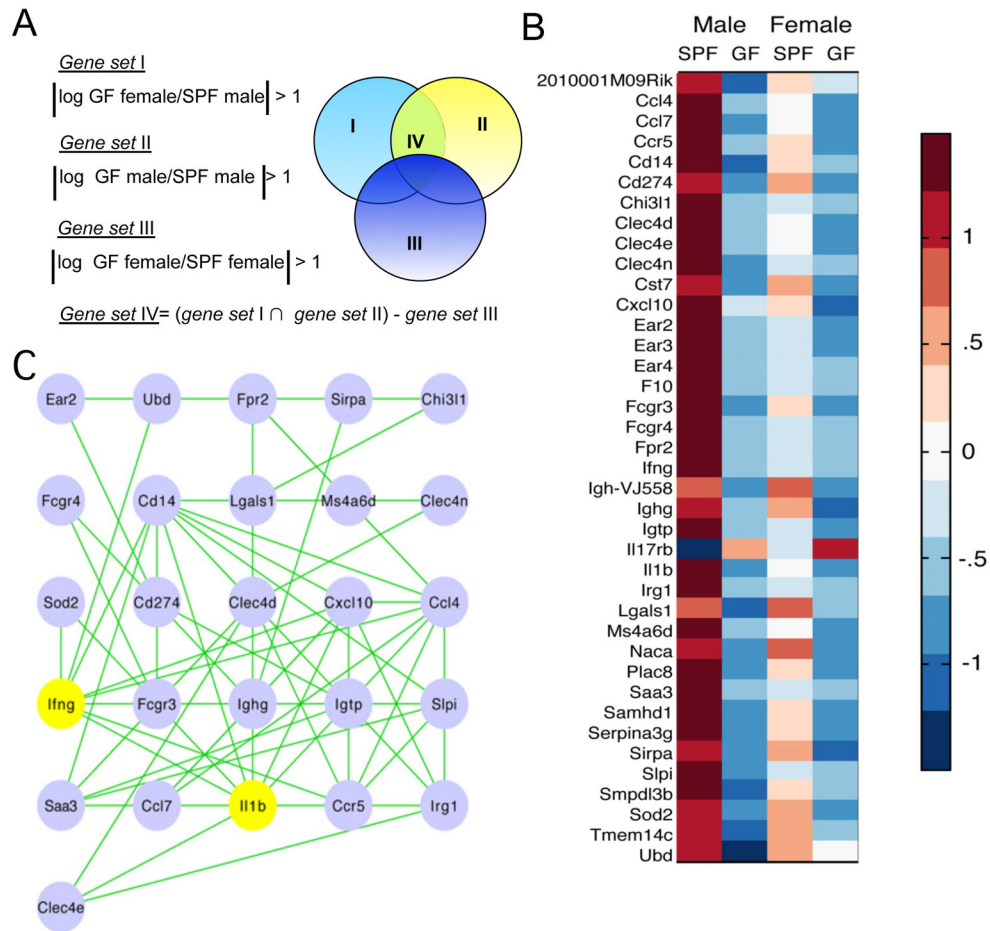 A
Gene set I
|log GF female/SPF male| > 1
Gene set II
|log GF male/SPF male| > 1
Gene set III
|log GF female/SPF female| > 1
Gene set IV= (gene set I ∩ gene set II) - gene set III
I
II
IV
III
B
Male Female
SPF GF SPF GF
2010001M09Rik
Ccl4
Ccl7
Ccr5
Cd14
Cd274
Chi3l1
Clec4d
Clec4e
Clec4n
Cst7
Cxcl10
Ear2
Ear3
Ear4
F10
Fcgr3
Fcgr4
Fpr2
Ifng
Igh-VJ558
Ighg
Igtp
Il17rb
Il1b
Irg1
Lgals1
Ms4a6d
Naca
Plac8
Saa3
Samhd1
Serpina3g
Sirpa
Slpi
Smpdl3b
Sod2
Tmem14c
Ubd
1
.5
0
-.5
-1
C
Ear2 Ubd Fpr2 Sirpa Chi3l1
Fcgr4 Cd14 Lgals1 Ms4a6d Clec4n
Sod2 Cd274 Clec4d Cxcl10 Ccl4
Ifng Fcgr3 Ighg Igtp Slpi
Saa3 Ccl7 Il1b Ccr5 Irg1
Clec4e